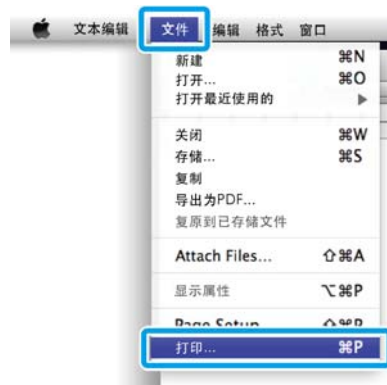 文本编辑 文件 编辑 格式 窗口
新建 ⌘N
打开... ⌘O
打开最近使用的 ▶
关闭 ⌘W
存储... ⌘S
复制
导出为PDF...
复原到已存储文件
Attach Files... ⇧⌘A
显示属性 ⌥⌘P
Page Setup... ⇧⌘P
打印... ⌘P